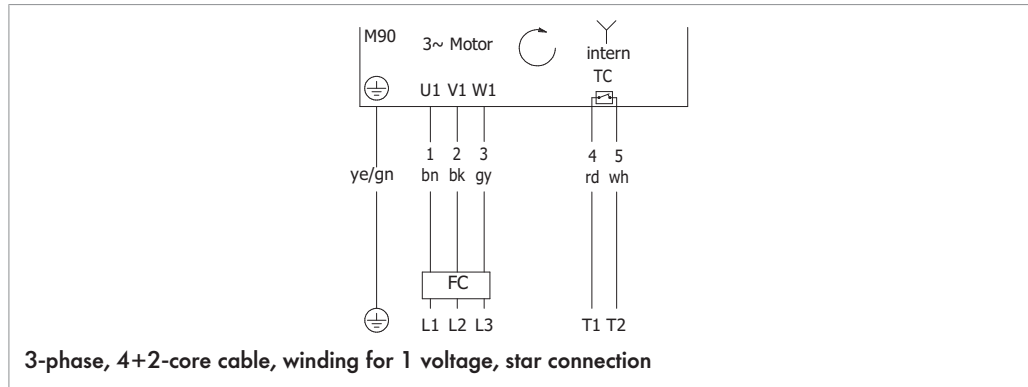 M90
3~ Motor
intern
TC
U1 V1 W1
1 2 3 4 5
ye/gn bn bk gy rd wh
FC
L1 L2 L3 T1 T2
3-phase, 4+2-core cable, winding for 1 voltage, star connection